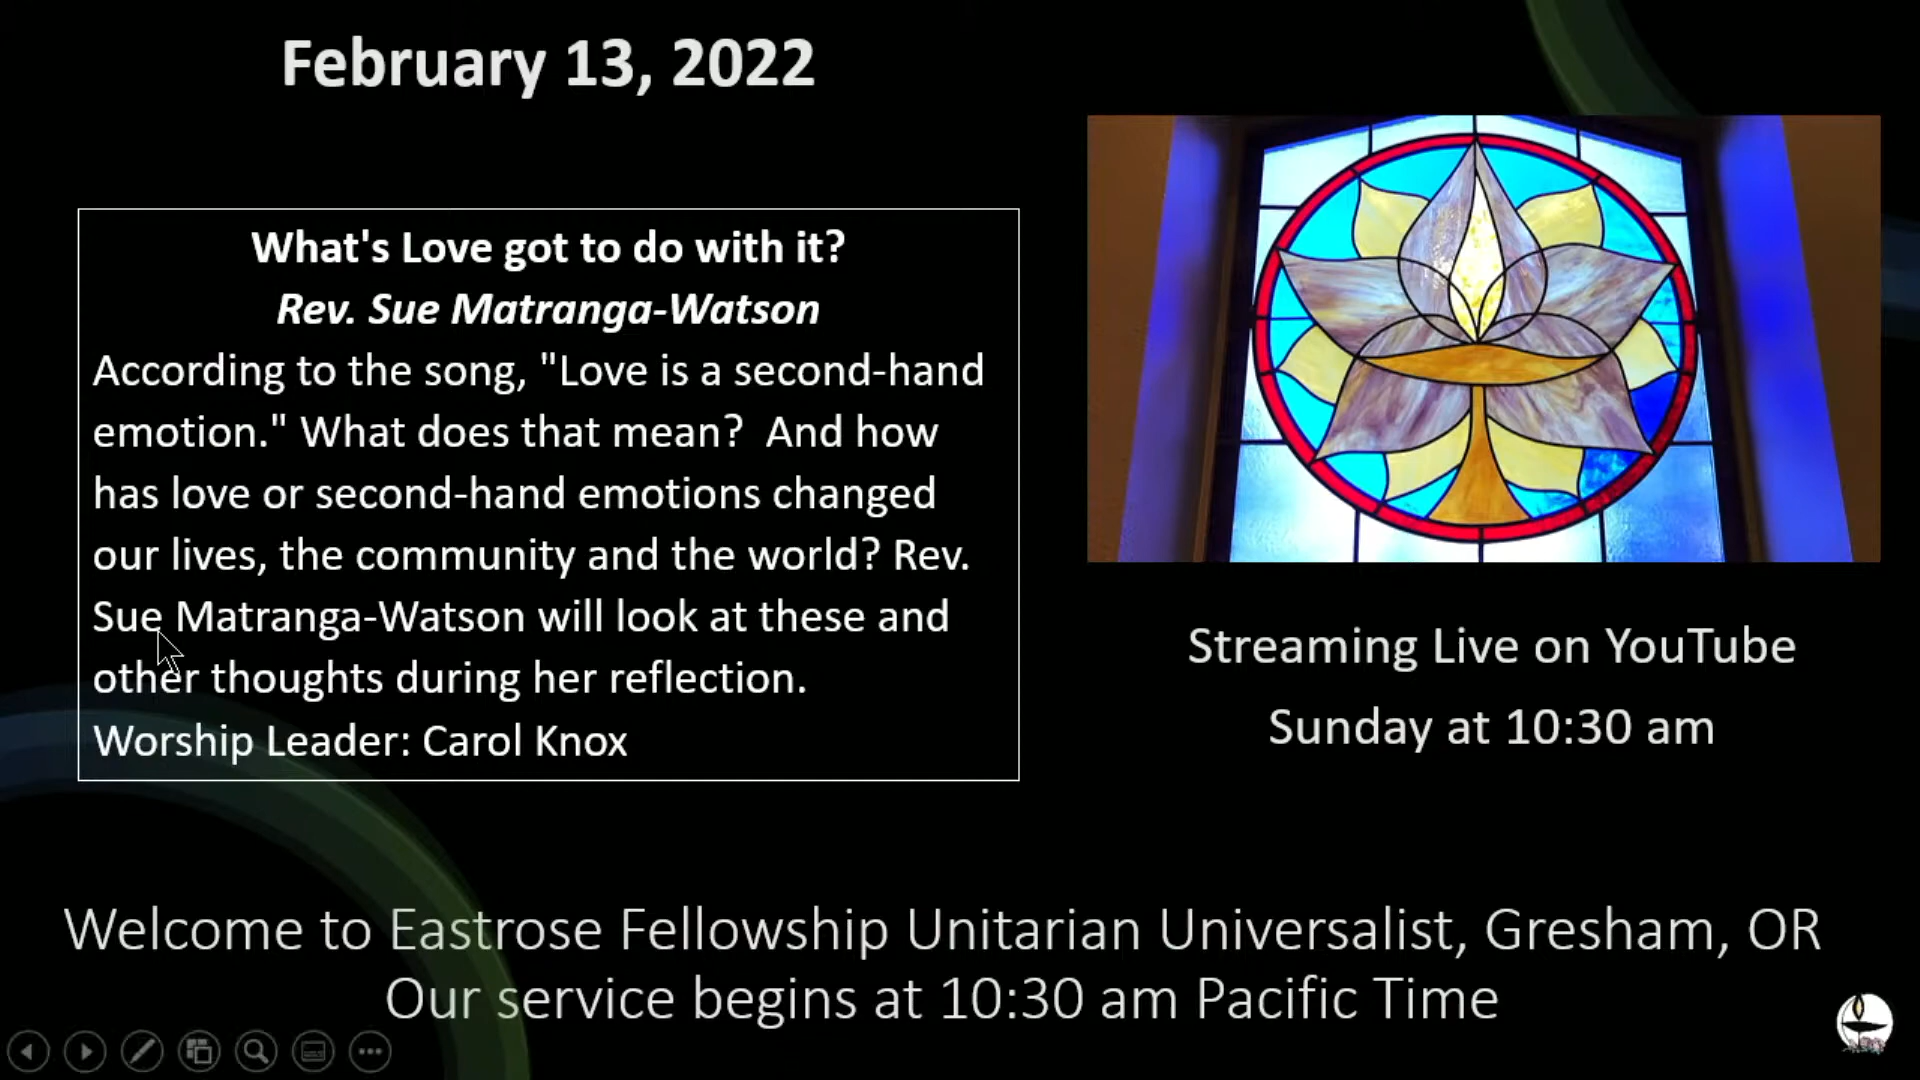 February 13, 2022
What's Love got to do with it?
Rev. Sue Matranga-Watson
According to the song, "Love is a second-hand
emotion." What does that mean?  And how
has love or second-hand emotions changed
our lives, the community and the world? Rev.
Sue Matranga-Watson will look at these and
other thoughts during her reflection.
Worship Leader: Carol Knox
Streaming Live on YouTube
Sunday at 10:30 am
Welcome to Eastrose Fellowship Unitarian Universalist, Gresham, OR
Our service begins at 10:30 am Pacific Time